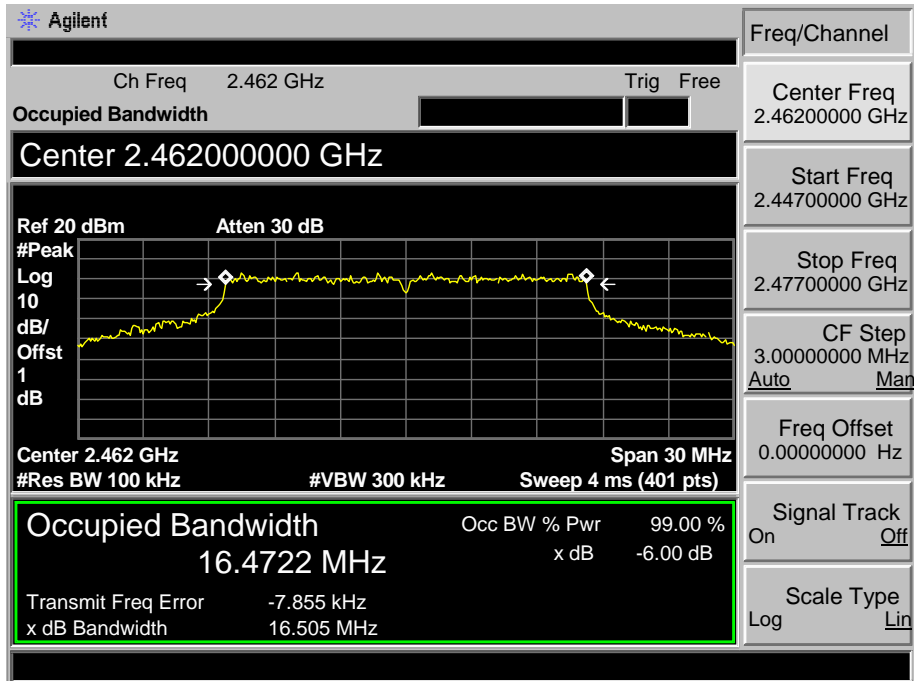 Agilent
Freq/Channel
Ch Freq 2.462 GHz Trig Free
Occupied Bandwidth
Center 2.462000000 GHz
Ref 20 dBm Atten 30 dB
#Peak
Log
10
dB/
Offst
1
dB
Center 2.462 GHz Span 30 MHz
#Res BW 100 kHz #VBW 300 kHz Sweep 4 ms (401 pts)
Occupied Bandwidth Occ BW % Pwr 99.00 %
16.4722 MHz x dB -6.00 dB
Transmit Freq Error -7.855 kHz
x dB Bandwidth 16.505 MHz
Center Freq
2.46200000 GHz
Start Freq
2.44700000 GHz
Stop Freq
2.47700000 GHz
CF Step
3.00000000 MHz
Auto Man
Freq Offset
0.00000000 Hz
Signal Track
On Off
Scale Type
Log Lin